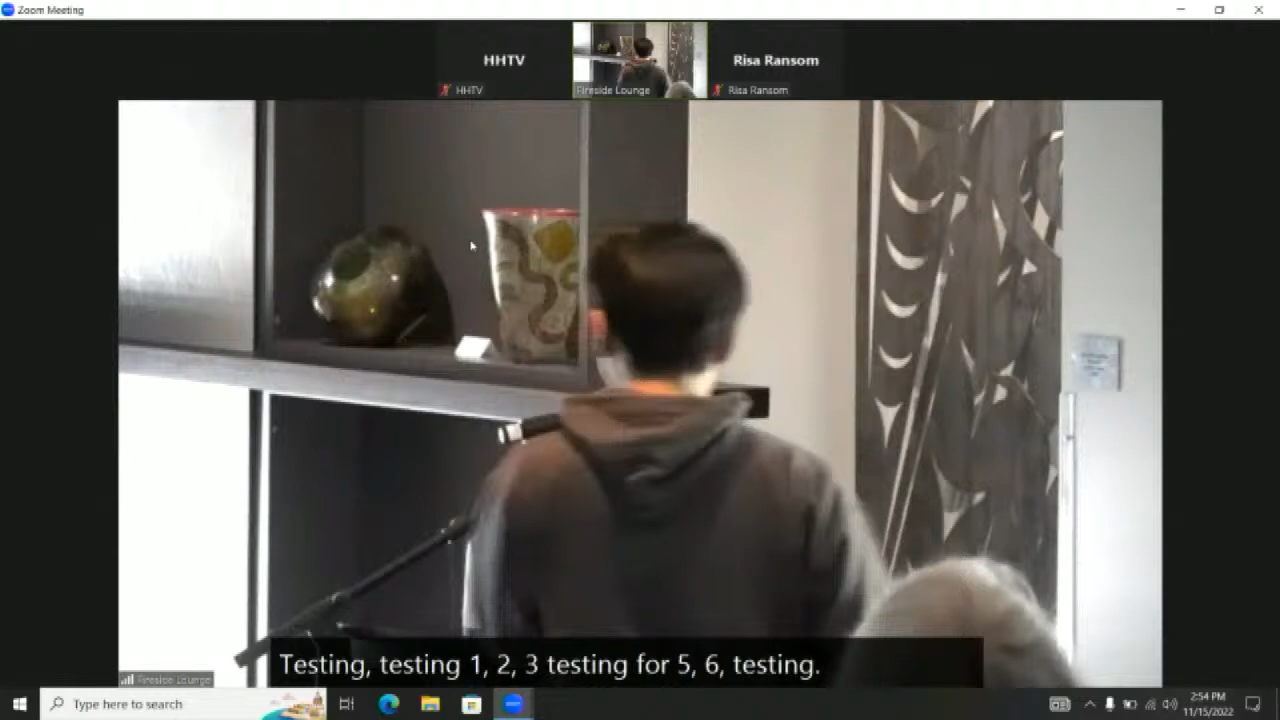 Zoom Meeting
HHTV
Risa Ransom
HHTV
Fireside Lounge
Risa Ransom
Testing, testing 1, 2, 3 testing for 5, 6, testing.
Fireside Lounge
Type here to search
2:54 PM
11/15/2022